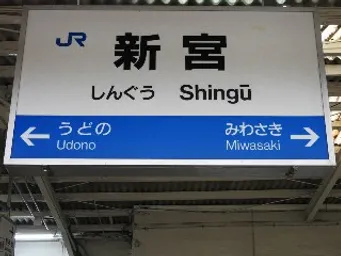 JR
新宮
しんぐう Shingū
← うどの みわさき →
Udono Miwasaki